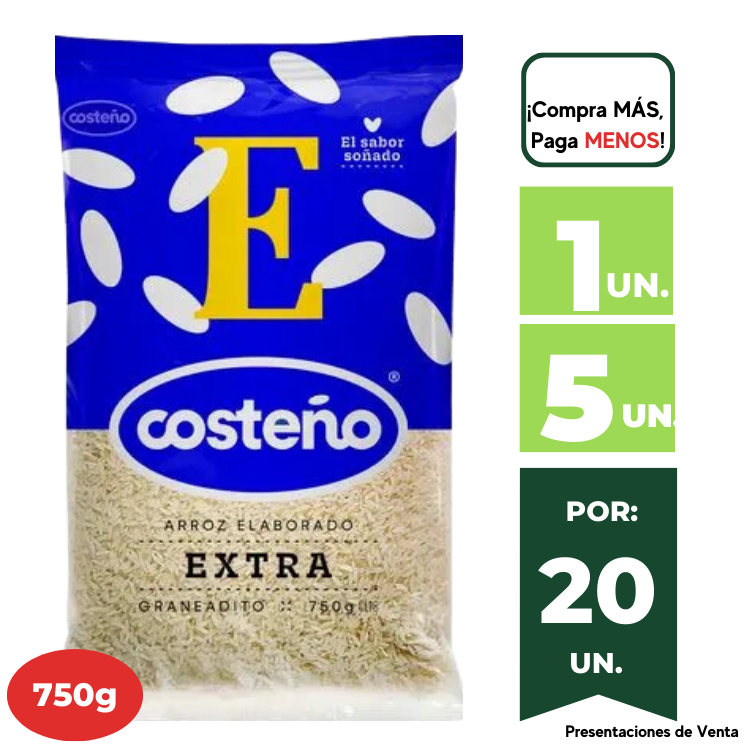 costeño
E
El sabor
soñado
costeño
®
ARROZ ELABORADO
EXTRA
GRANEADITO 750g
750g
¡Compra MÁS,
Paga MENOS!
1 UN.
5 UN.
POR:
20
UN.
Presentaciones de Venta